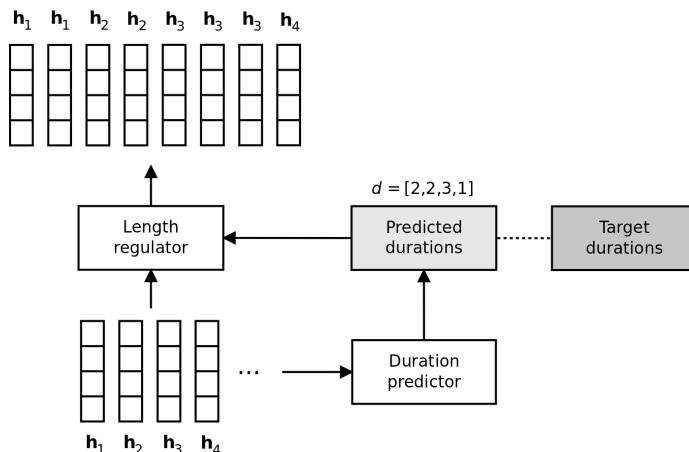 h1 h1 h2 h2 h3 h3 h3 h4
d = [2,2,3,1]
Length
regulator
Predicted
durations
Target
durations
...
Duration
predictor
h1 h2 h3 h4